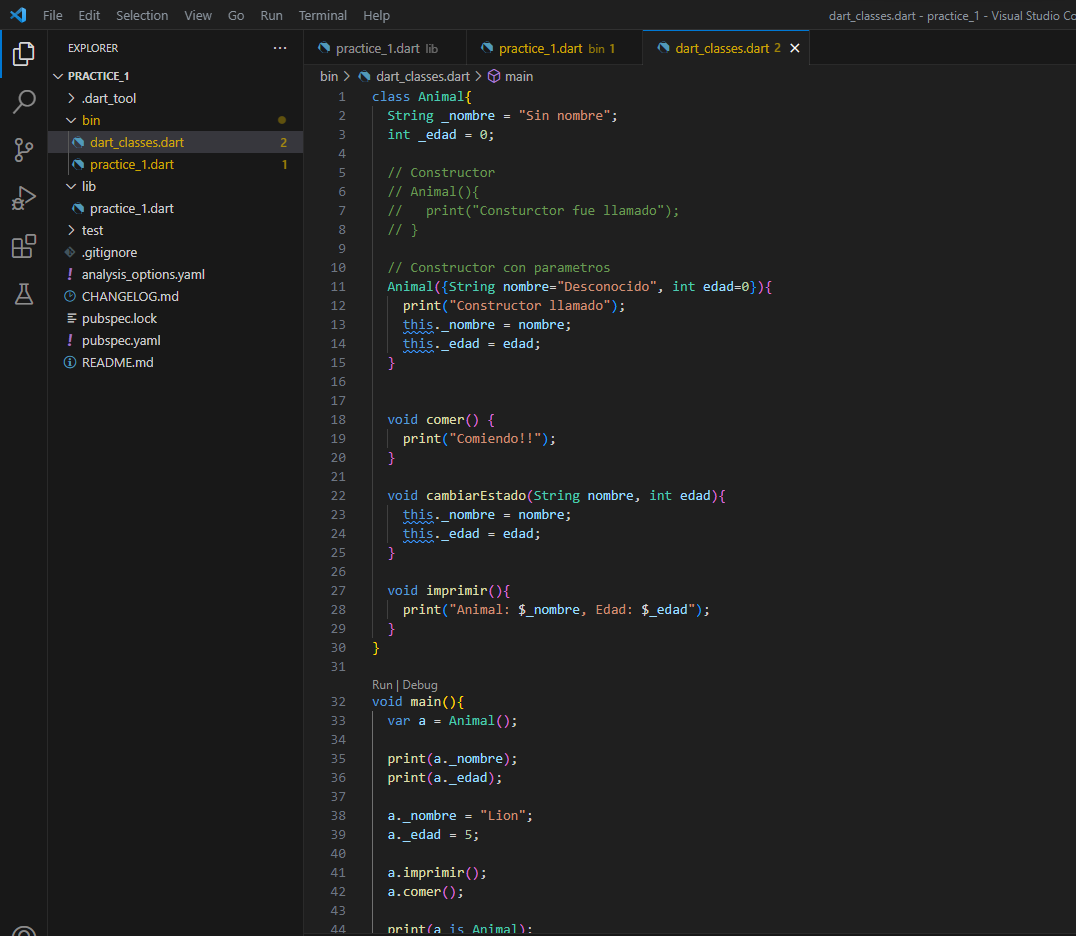 File Edit Selection View Go Run Terminal Help dart_classes.dart - practice_1 - Visual Studio Co
EXPLORER ···
PRACTICE_1
.dart_tool
bin
dart_classes.dart 2
practice_1.dart 1
lib
practice_1.dart
test
.gitignore
! analysis_options.yaml
CHANGELOG.md
pubspec.lock
! pubspec.yaml
README.md
practice_1.dart lib practice_1.dart bin 1 dart_classes.dart 2
bin > dart_classes.dart > main
1 class Animal{
2   String _nombre = "Sin nombre";
3   int _edad = 0;
4
5   // Constructor
6   // Animal(){
7   //   print("Consturctor fue llamado");
8   // }
9
10   // Constructor con parametros
11   Animal({String nombre="Desconocido", int edad=0}){
12     print("Constructor llamado");
13     this._nombre = nombre;
14     this._edad = edad;
15   }
16
17
18   void comer() {
19     print("Comiendo!!");
20   }
21
22   void cambiarEstado(String nombre, int edad){
23     this._nombre = nombre;
24     this._edad = edad;
25   }
26
27   void imprimir(){
28     print("Animal: $_nombre, Edad: $_edad");
29   }
30 }
31
Run | Debug
32 void main(){
33   var a = Animal();
34
35   print(a._nombre);
36   print(a._edad);
37
38   a._nombre = "Lion";
39   a._edad = 5;
40
41   a.imprimir();
42   a.comer();
43
44   print(a is Animal);